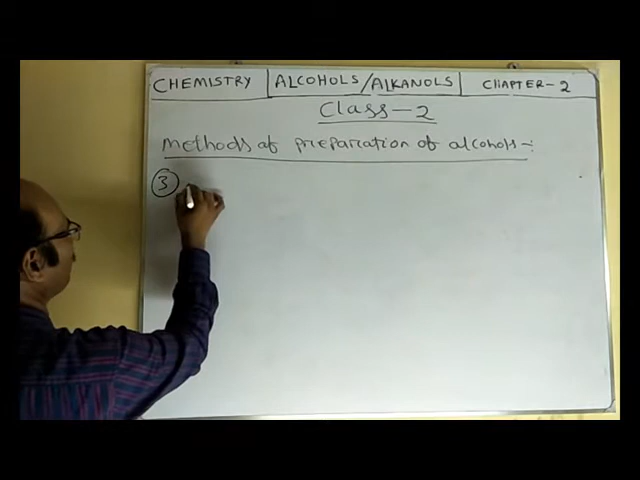 CHEMISTRY ALCOHOLS/ALKANOLS CHAPTER-2
Class-2
Methods of preparation of alcohols-:
3